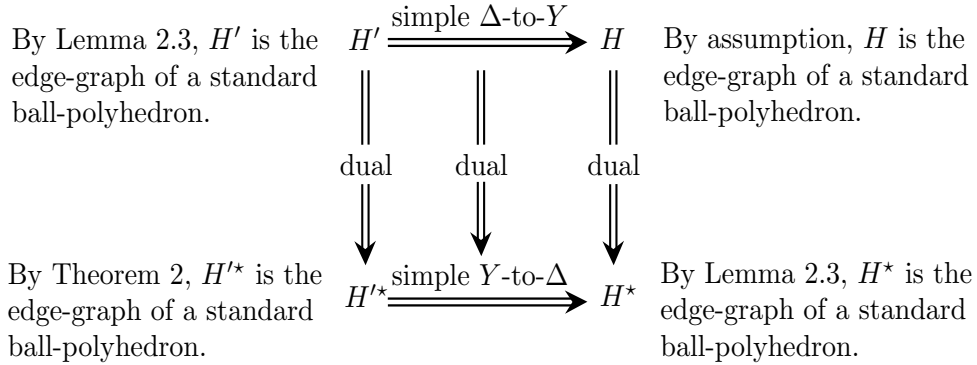 By Lemma 2.3, H′ is the
edge-graph of a standard
ball-polyhedron.
H′
simple Δ-to-Y
H
By assumption, H is the
edge-graph of a standard
ball-polyhedron.
dual
dual
dual
By Theorem 2, H′⋆ is the
edge-graph of a standard
ball-polyhedron.
H′⋆
simple Y-to-Δ
H⋆
By Lemma 2.3, H⋆ is the
edge-graph of a standard
ball-polyhedron.